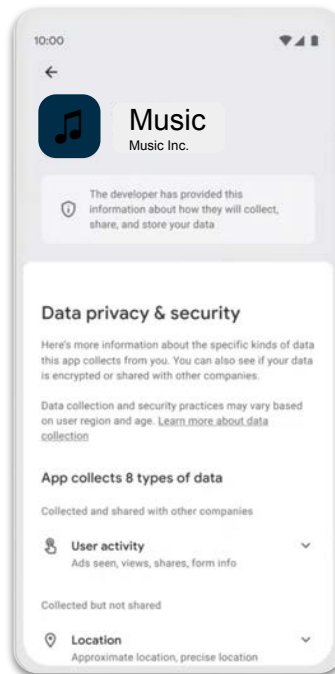 10:00
Music
Music Inc.
The developer has provided this
information about how they will collect,
share, and store your data
Data privacy & security
Here's more information about the specific kinds of data
this app collects from you. You can also see if your data
is encrypted or shared with other companies.
Data collection and security practices may vary based
on user region and age. Learn more about data
collection
App collects 8 types of data
Collected and shared with other companies
User activity
Ads seen, views, shares, form info
Collected but not shared
Location
Approximate location, precise location